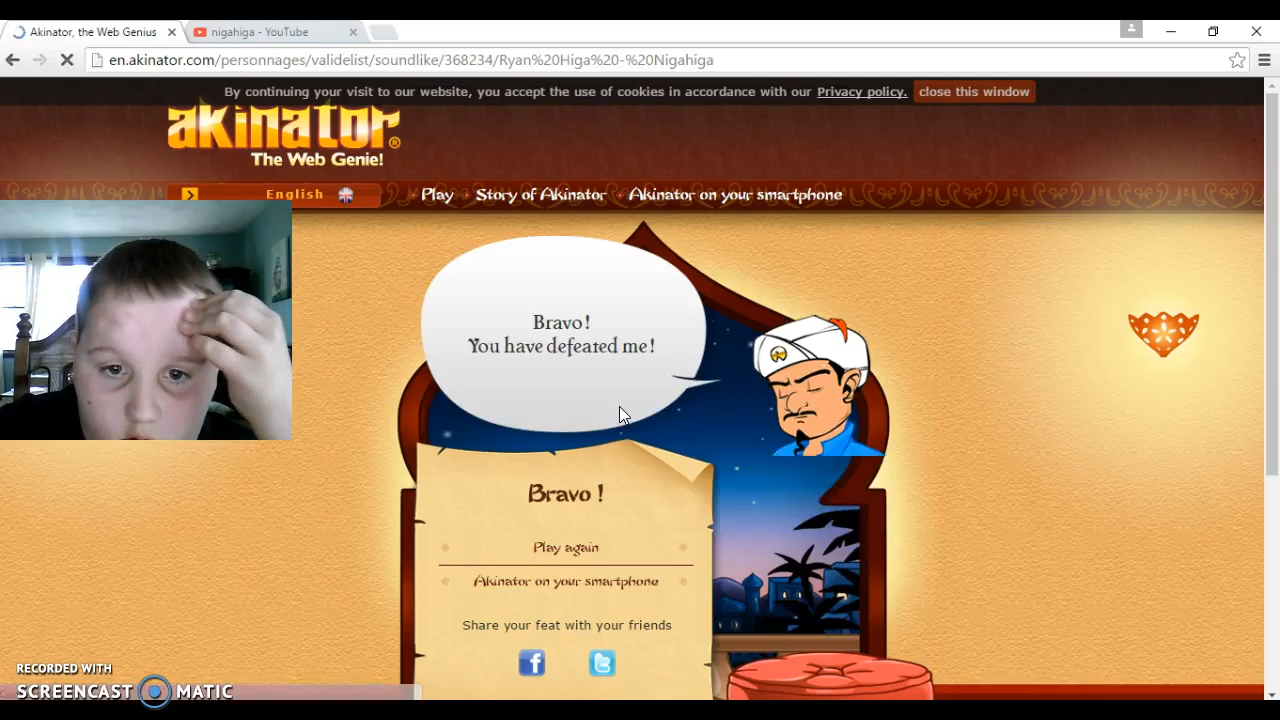 Akinator, the Web Genius
nigahiga - YouTube
en.akinator.com/personnages/validelist/soundlike/368234/Ryan%20Higa%20-%20Nigahiga
By continuing your visit to our website, you accept the use of cookies in accordance with our Privacy policy. close this window
akinator®
The Web Genie!
English
Play
Story of Akinator
Akinator on your smartphone
Bravo!
You have defeated me!
Bravo !
Play again
Akinator on your smartphone
Share your feat with your friends
f
t
RECORDED WITH
SCREENCAST MATIC